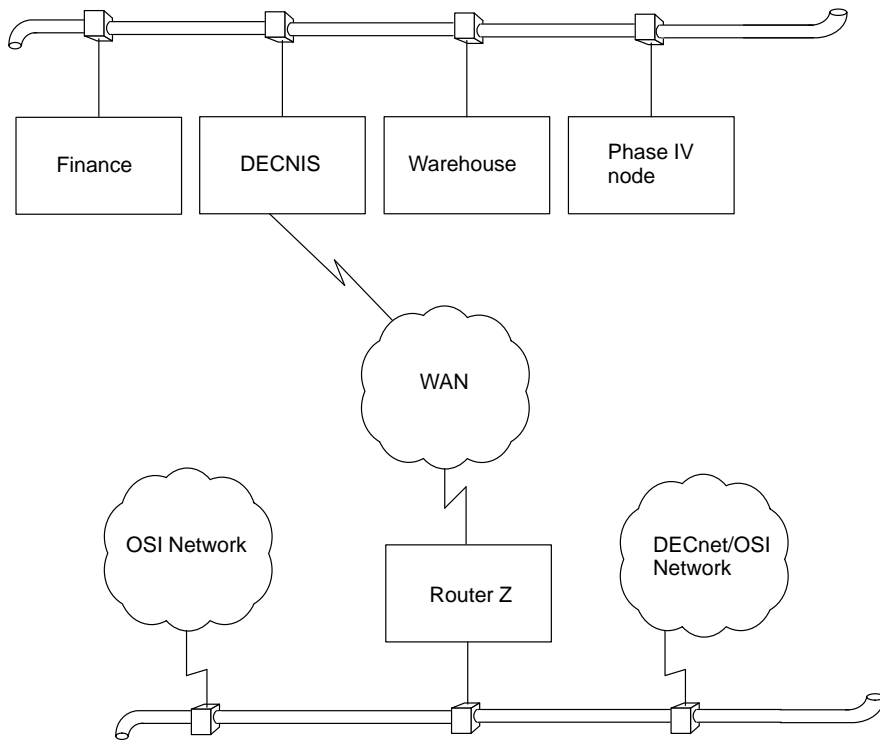 Finance
DECNIS
Warehouse
Phase IV
node
WAN
OSI Network
DECnet/OSI
Network
Router Z